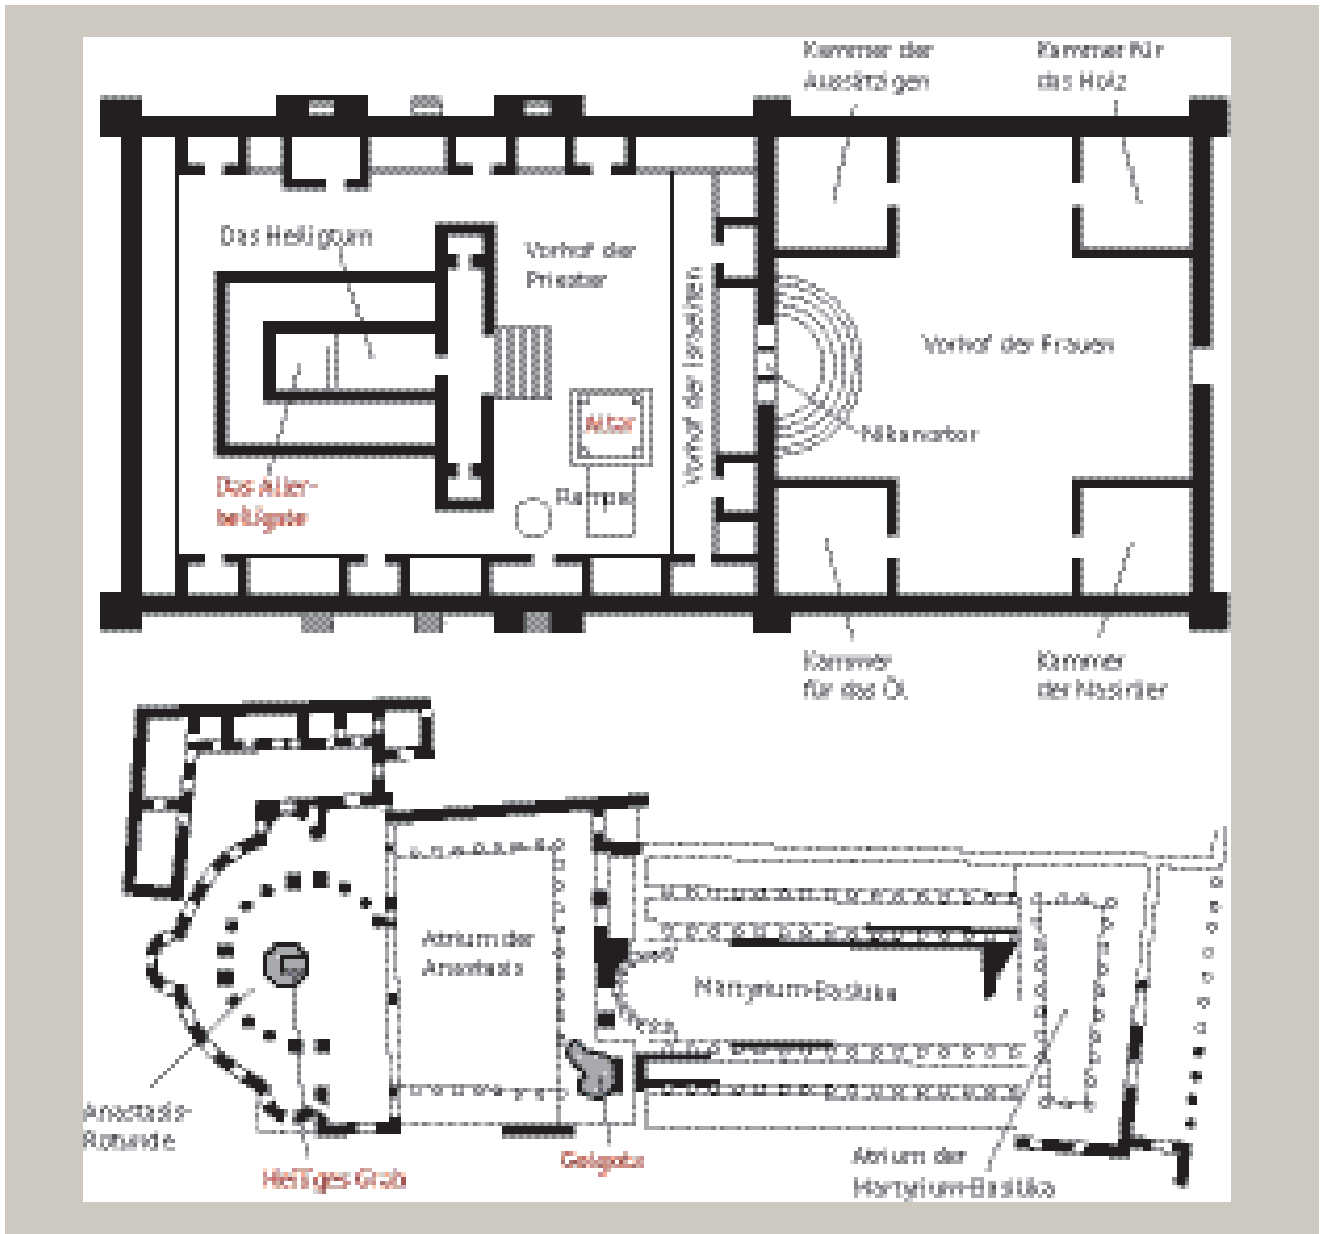 Kammer der
Aussätzigen
Kammer für
das Holz
Das Heiligtum
Vorhof der
Priester
Vorhof der Israeliten
Vorhof der Frauen
Altar
Nikanortor
Das Aller-
heiligste
Rampe
Kammer
für das Öl
Kammer
der Nasiräer
Atrium der
Anastasis
Martyrium-Basilika
Anastasis-
Rotunde
Heiliges Grab
Golgota
Atrium der
Martyrium-Basilika